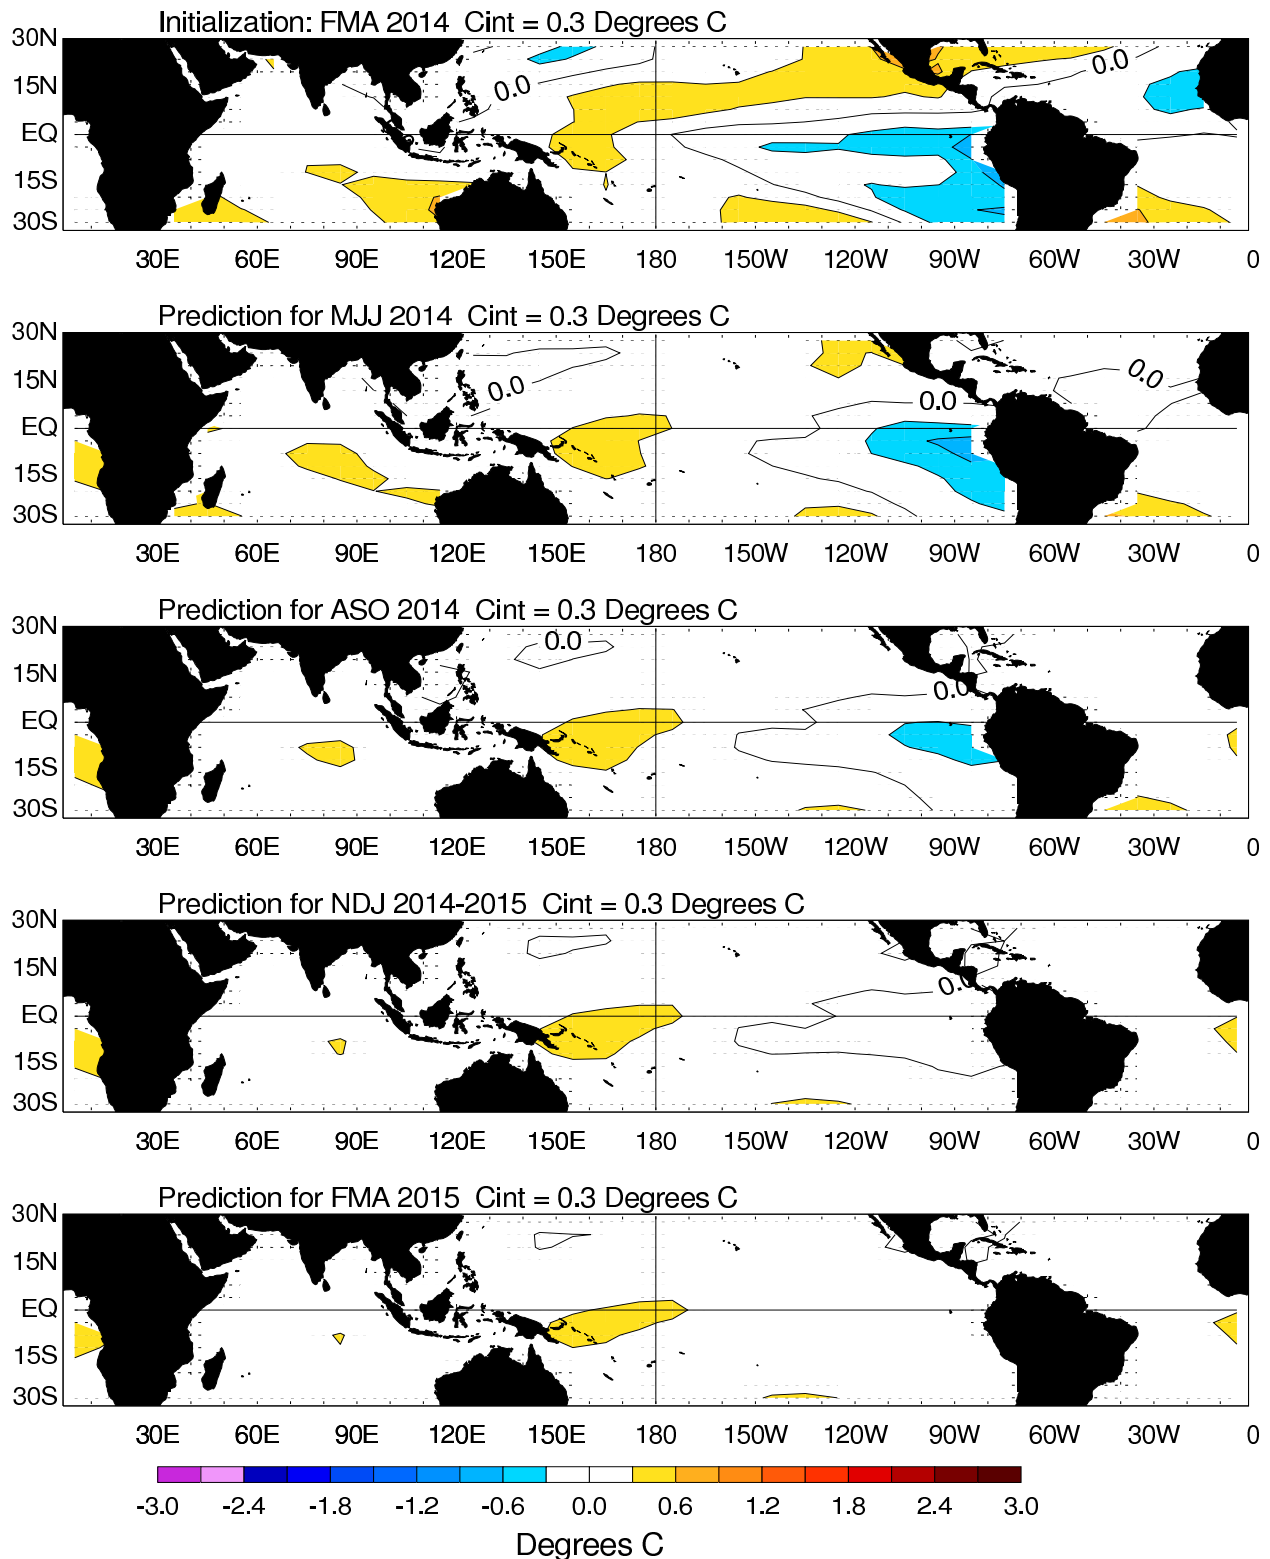 Initialization: FMA 2014 Cint = 0.3 Degrees C
30N
15N
EQ
15S
30S
0.0
0.0
30E 60E 90E 120E 150E 180 150W 120W 90W 60W 30W 0
Prediction for MJJ 2014 Cint = 0.3 Degrees C
30N
15N
EQ
15S
30S
0.0
0.0
0.0
30E 60E 90E 120E 150E 180 150W 120W 90W 60W 30W 0
Prediction for ASO 2014 Cint = 0.3 Degrees C
30N
15N
EQ
15S
30S
0.0
0.0
30E 60E 90E 120E 150E 180 150W 120W 90W 60W 30W 0
Prediction for NDJ 2014-2015 Cint = 0.3 Degrees C
30N
15N
EQ
15S
30S
0.0
30E 60E 90E 120E 150E 180 150W 120W 90W 60W 30W 0
Prediction for FMA 2015 Cint = 0.3 Degrees C
30N
15N
EQ
15S
30S
30E 60E 90E 120E 150E 180 150W 120W 90W 60W 30W 0
-3.0 -2.4 -1.8 -1.2 -0.6 0.0 0.6 1.2 1.8 2.4 3.0
Degrees C